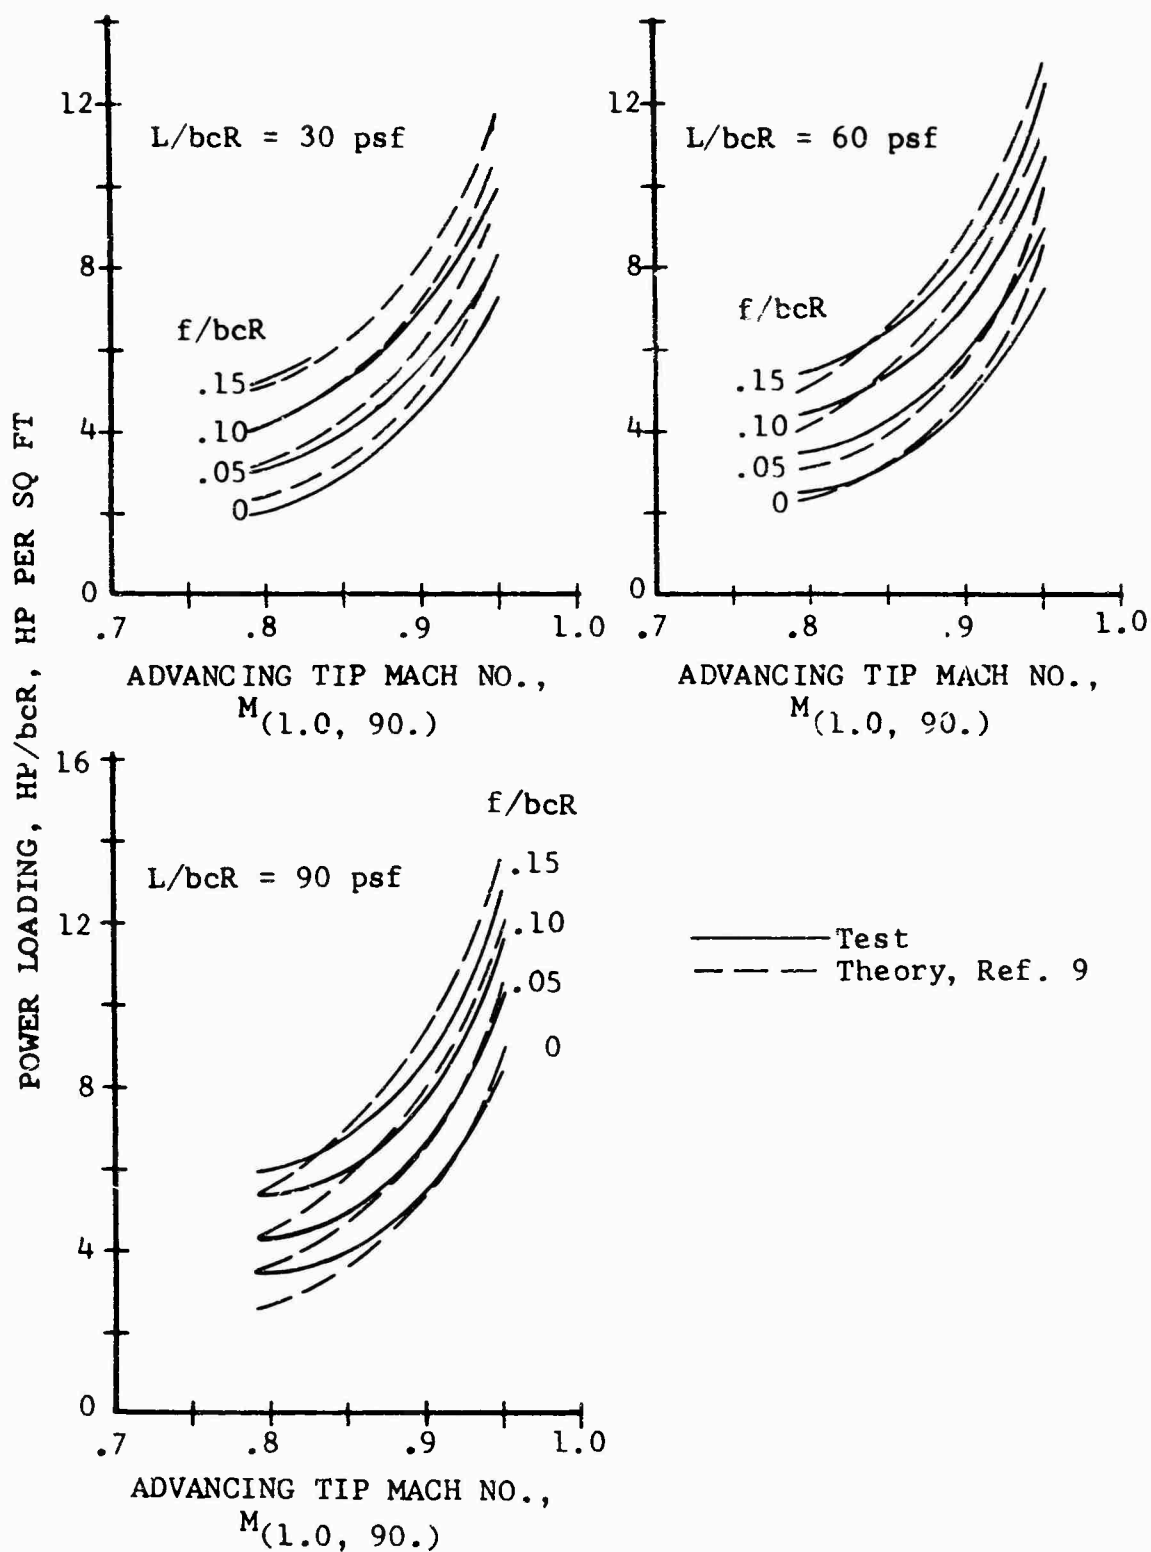 POWER LOADING, HP/bcR, HP PER SQ FT
12
8
4
0
L/bcR = 30 psf
f/bcR
.15
.10
.05
0
.7 .8 .9 1.0
ADVANCING TIP MACH NO.,
M(1.0, 90.)
12
8
4
0
L/bcR = 60 psf
f/bcR
.15
.10
.05
0
.7 .8 .9 1.0
ADVANCING TIP MACH NO.,
M(1.0, 90.)
16
12
8
4
0
L/bcR = 90 psf
f/bcR
.15
.10
.05
0
.7 .8 .9 1.0
ADVANCING TIP MACH NO.,
M(1.0, 90.)
Test
Theory, Ref. 9